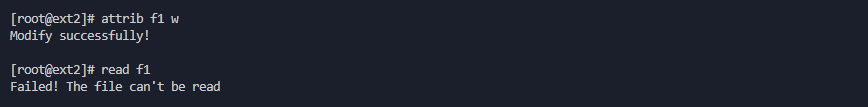 [root@ext2]# attrib f1 w
Modify successfully!
[root@ext2]# read f1
Failed! The file can't be read